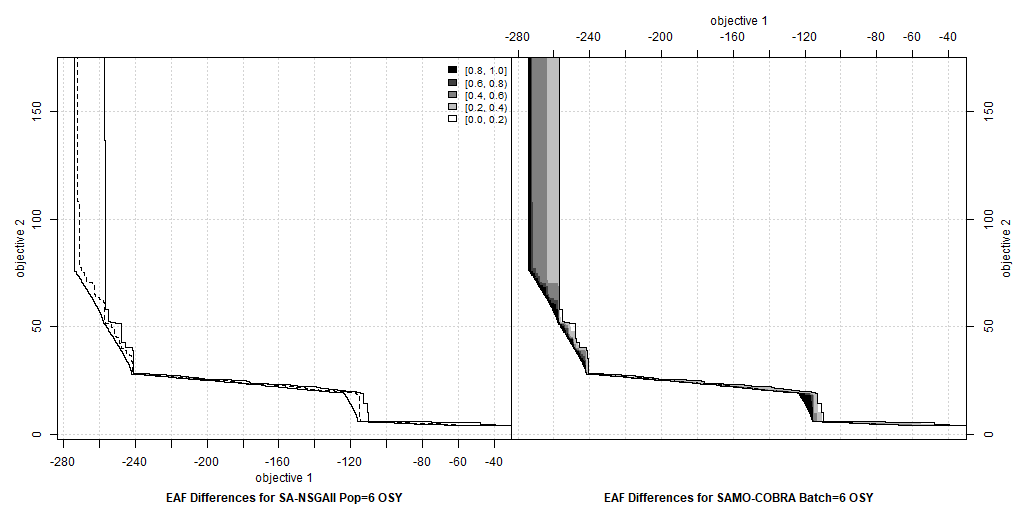 objective 1
-280 -240 -200 -160 -120 -80 -60 -40
[0.8, 1.0]
[0.6, 0.8)
[0.4, 0.6)
[0.2, 0.4)
[0.0, 0.2)
objective 2
0 50 100 150
objective 2
0 50 100 150
-280 -240 -200 -160 -120 -80 -60 -40
objective 1
EAF Differences for SA-NSGAII Pop=6 OSY
EAF Differences for SAMO-COBRA Batch=6 OSY